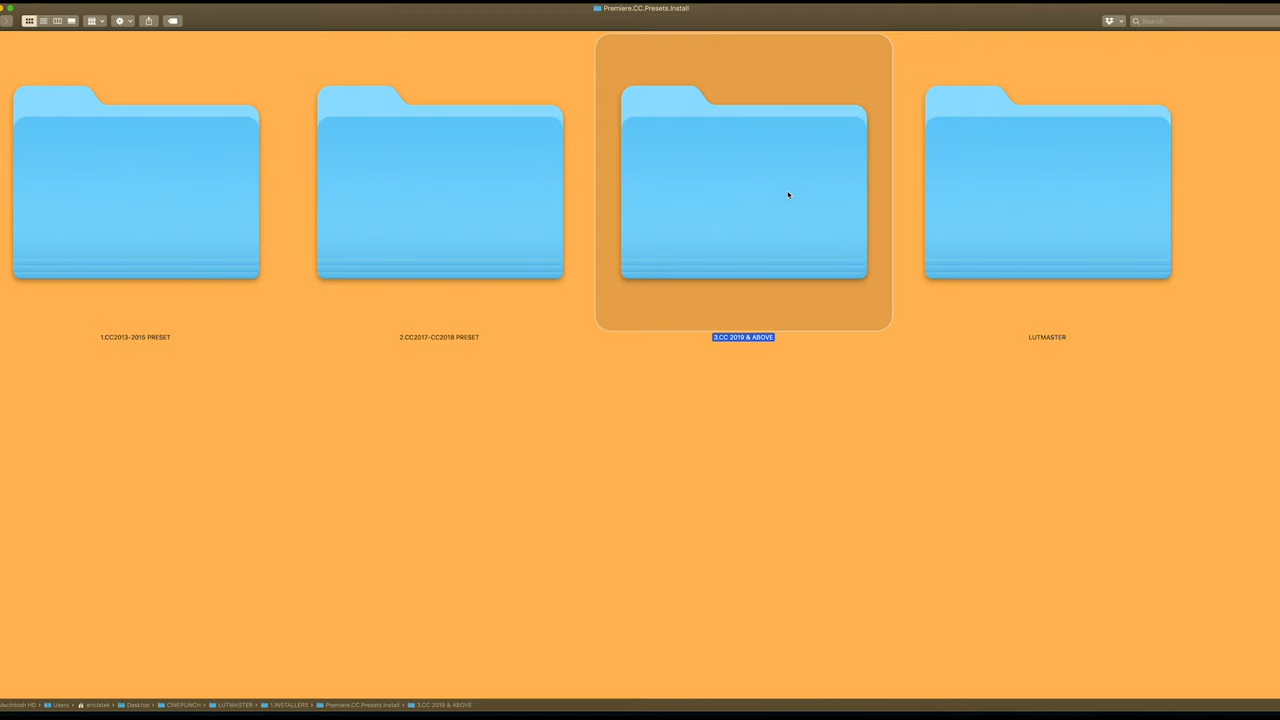 Premiere.CC.Presets.Install
Search
1.CC2013-2015 PRESET
2.CC2017-CC2018 PRESET
3.CC 2019 & ABOVE
LUTMASTER
Macintosh HD › Users › ericlatek › Desktop › CINEPUNCH › LUTMASTER › 1.INSTALLERS › Premiere.CC.Presets.Install › 3.CC 2019 & ABOVE